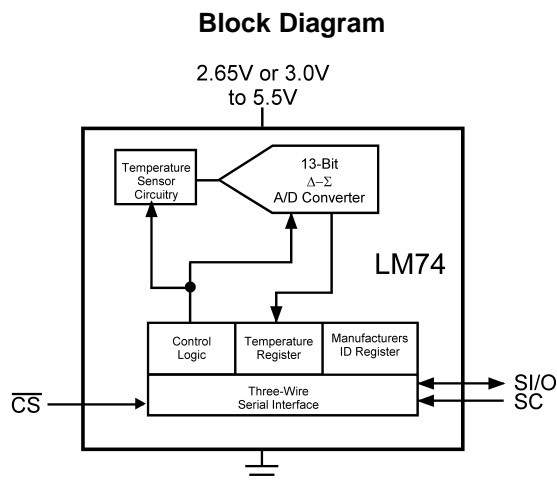 Block Diagram
2.65V or 3.0V
to 5.5V
Temperature
Sensor
Circuitry
13-Bit
Δ–Σ
A/D Converter
LM74
Control
Logic
Temperature
Register
Manufacturers
ID Register
Three-Wire
Serial Interface
C̅S̅
SI/O
SC